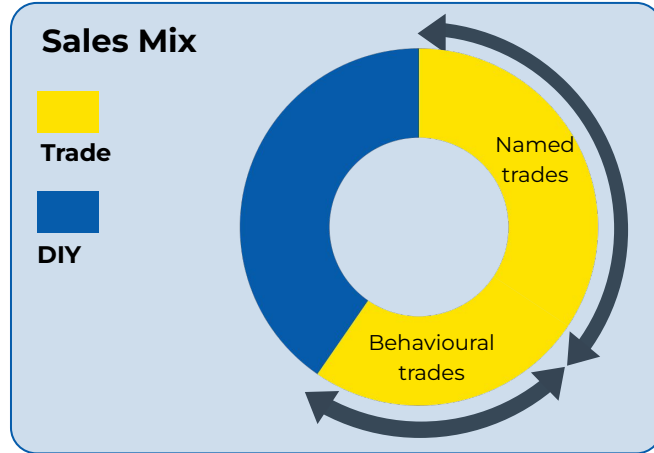 Sales Mix
Trade
DIY
Named
trades
Behavioural
trades